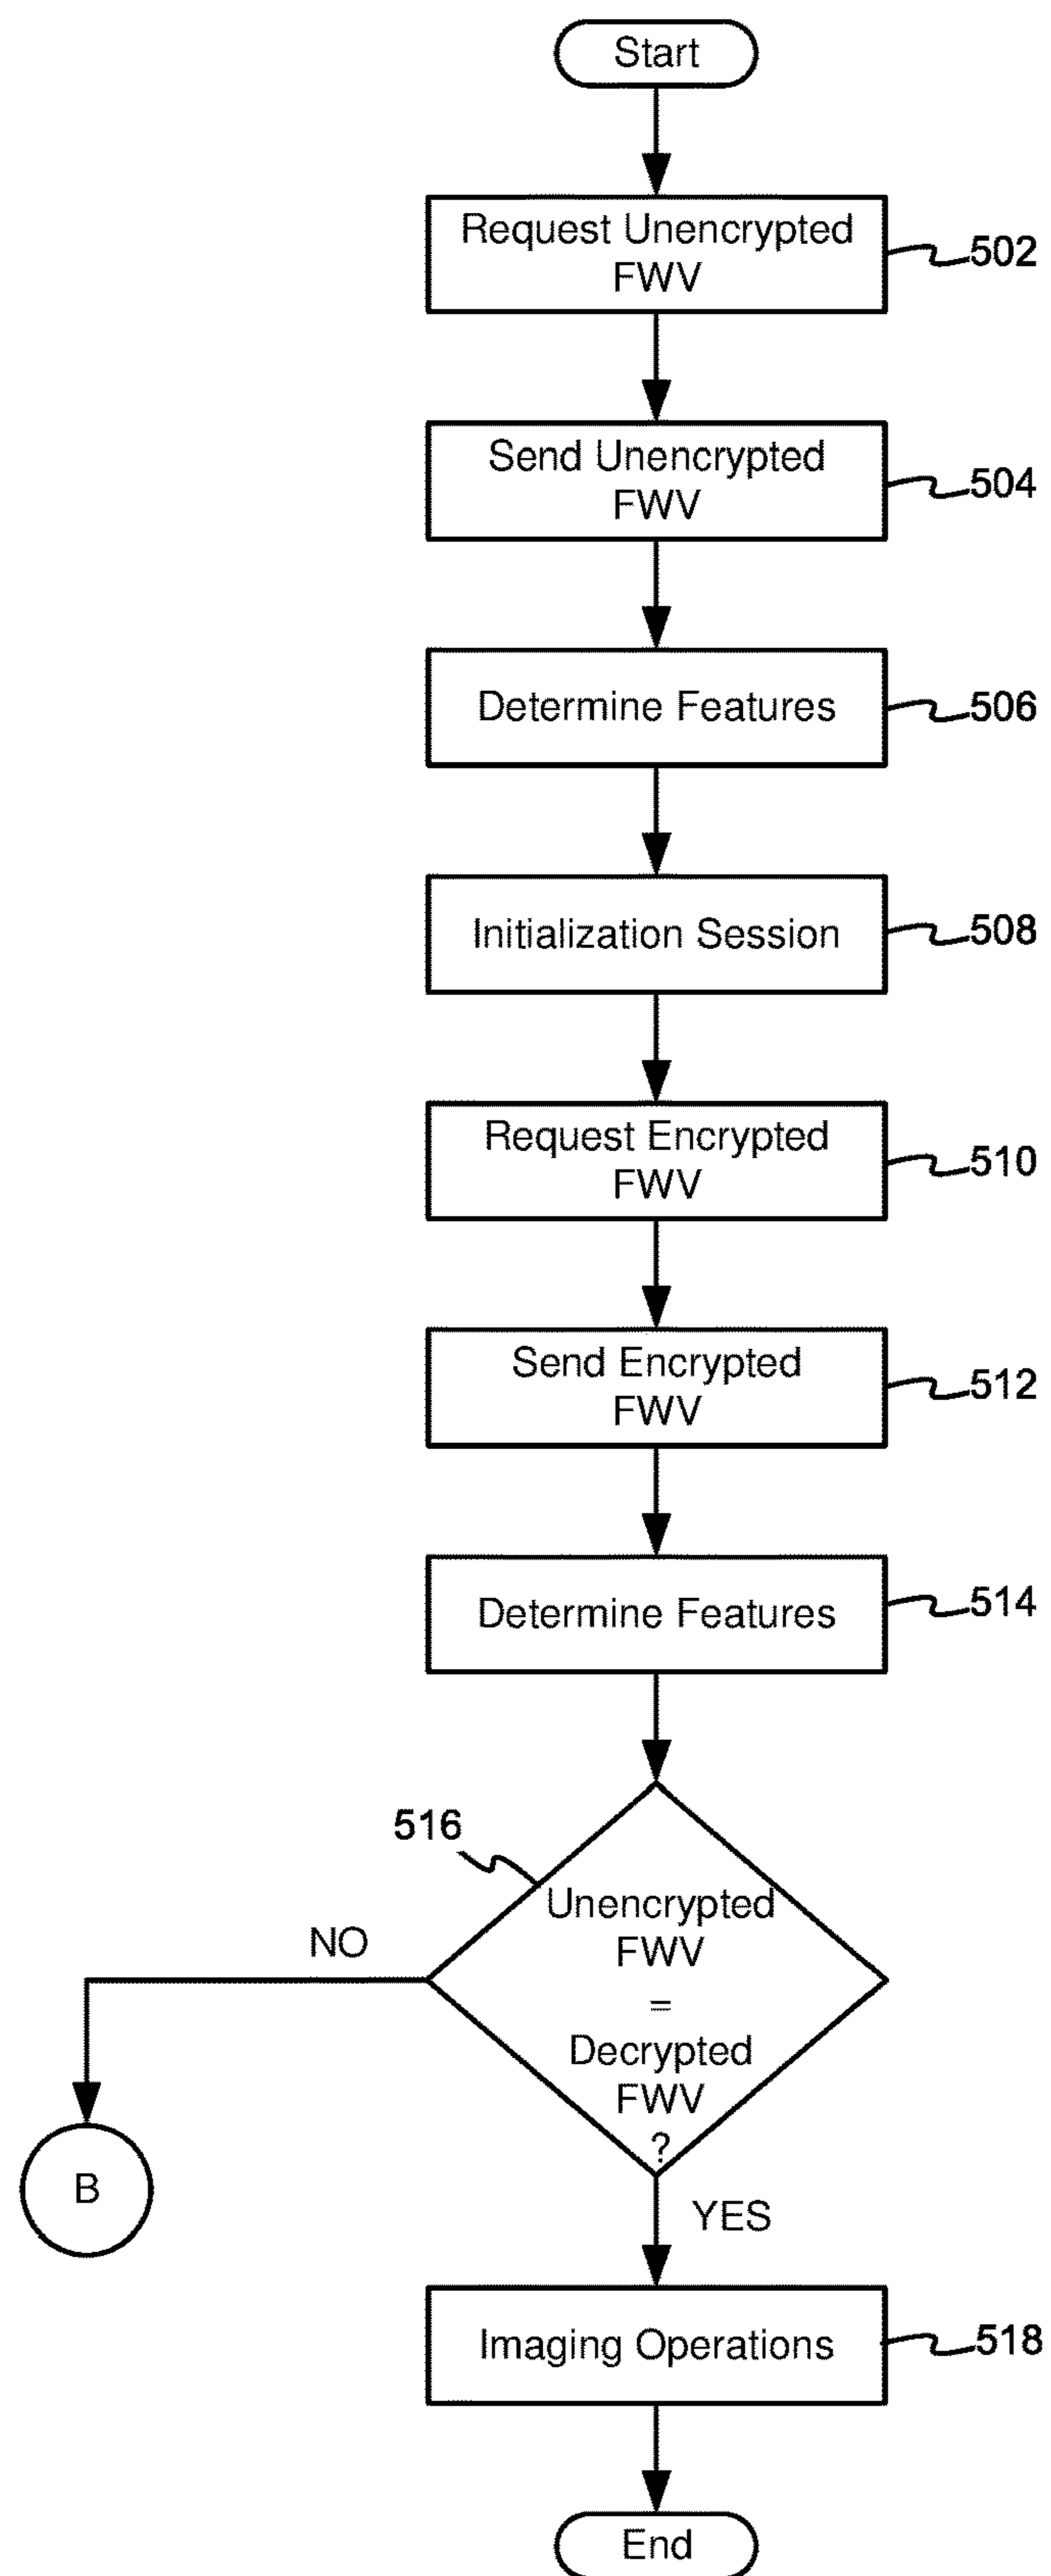 Start
Request Unencrypted
FWV
502
Send Unencrypted
FWV
504
Determine Features
506
Initialization Session
508
Request Encrypted
FWV
510
Send Encrypted
FWV
512
Determine Features
514
516
Unencrypted
FWV
=
Decrypted
FWV
?
NO
B
YES
Imaging Operations
518
End